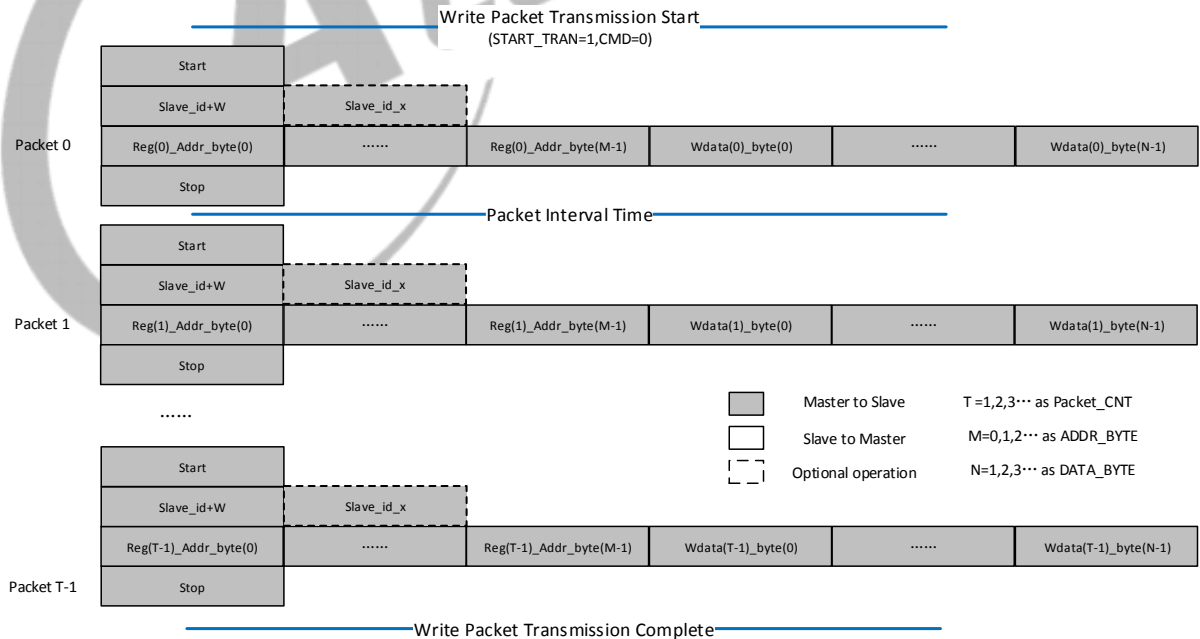 Write Packet Transmission Start
(START_TRAN=1,CMD=0)
Start
Slave_id+W Slave_id_x
Packet 0 Reg(0)_Addr_byte(0) ······ Reg(0)_Addr_byte(M-1) Wdata(0)_byte(0) ······ Wdata(0)_byte(N-1)
Stop
Packet Interval Time
Start
Slave_id+W Slave_id_x
Packet 1 Reg(1)_Addr_byte(0) ······ Reg(1)_Addr_byte(M-1) Wdata(1)_byte(0) ······ Wdata(1)_byte(N-1)
Stop
······
Master to Slave T =1,2,3··· as Packet_CNT
Slave to Master M=0,1,2··· as ADDR_BYTE
Optional operation N=1,2,3··· as DATA_BYTE
Start
Slave_id+W Slave_id_x
Reg(T-1)_Addr_byte(0) ······ Reg(T-1)_Addr_byte(M-1) Wdata(T-1)_byte(0) ······ Wdata(T-1)_byte(N-1)
Packet T-1 Stop
Write Packet Transmission Complete